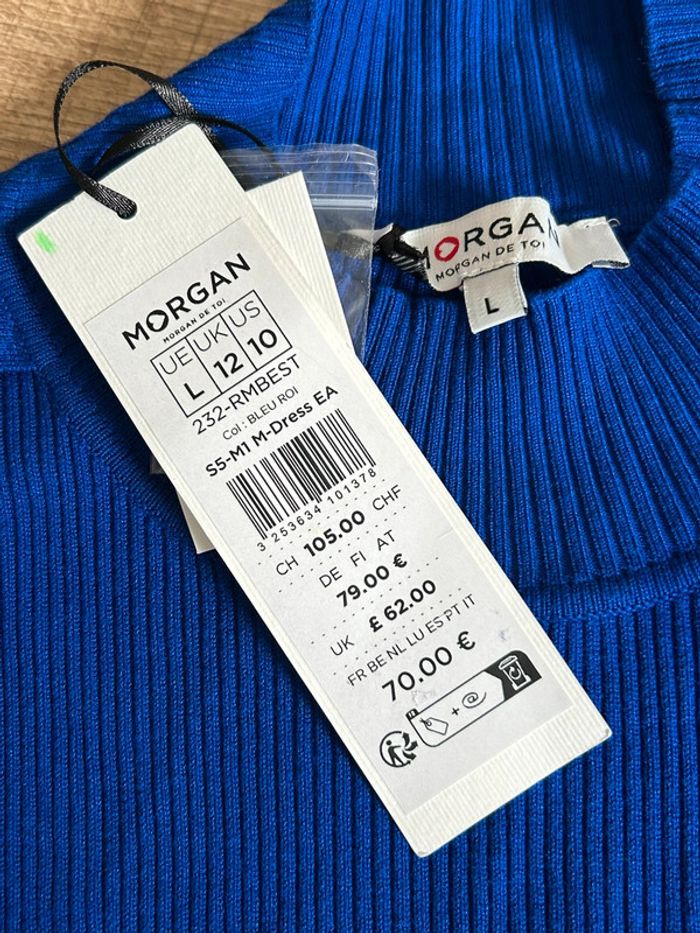 MORGAN
MORGAN DE TOI
UE UK US
L 12 10
232-RMBEST
Col : BLEU ROI
S5-M1 M-Dress EA
3 253634 101378
CH 105.00 CHF
DE FI AT
79.00 €
UK £ 62.00
FR BE NL LU ES PT IT
70.00 €
FR
+ @
MORGAN
MORGAN DE TOI
L